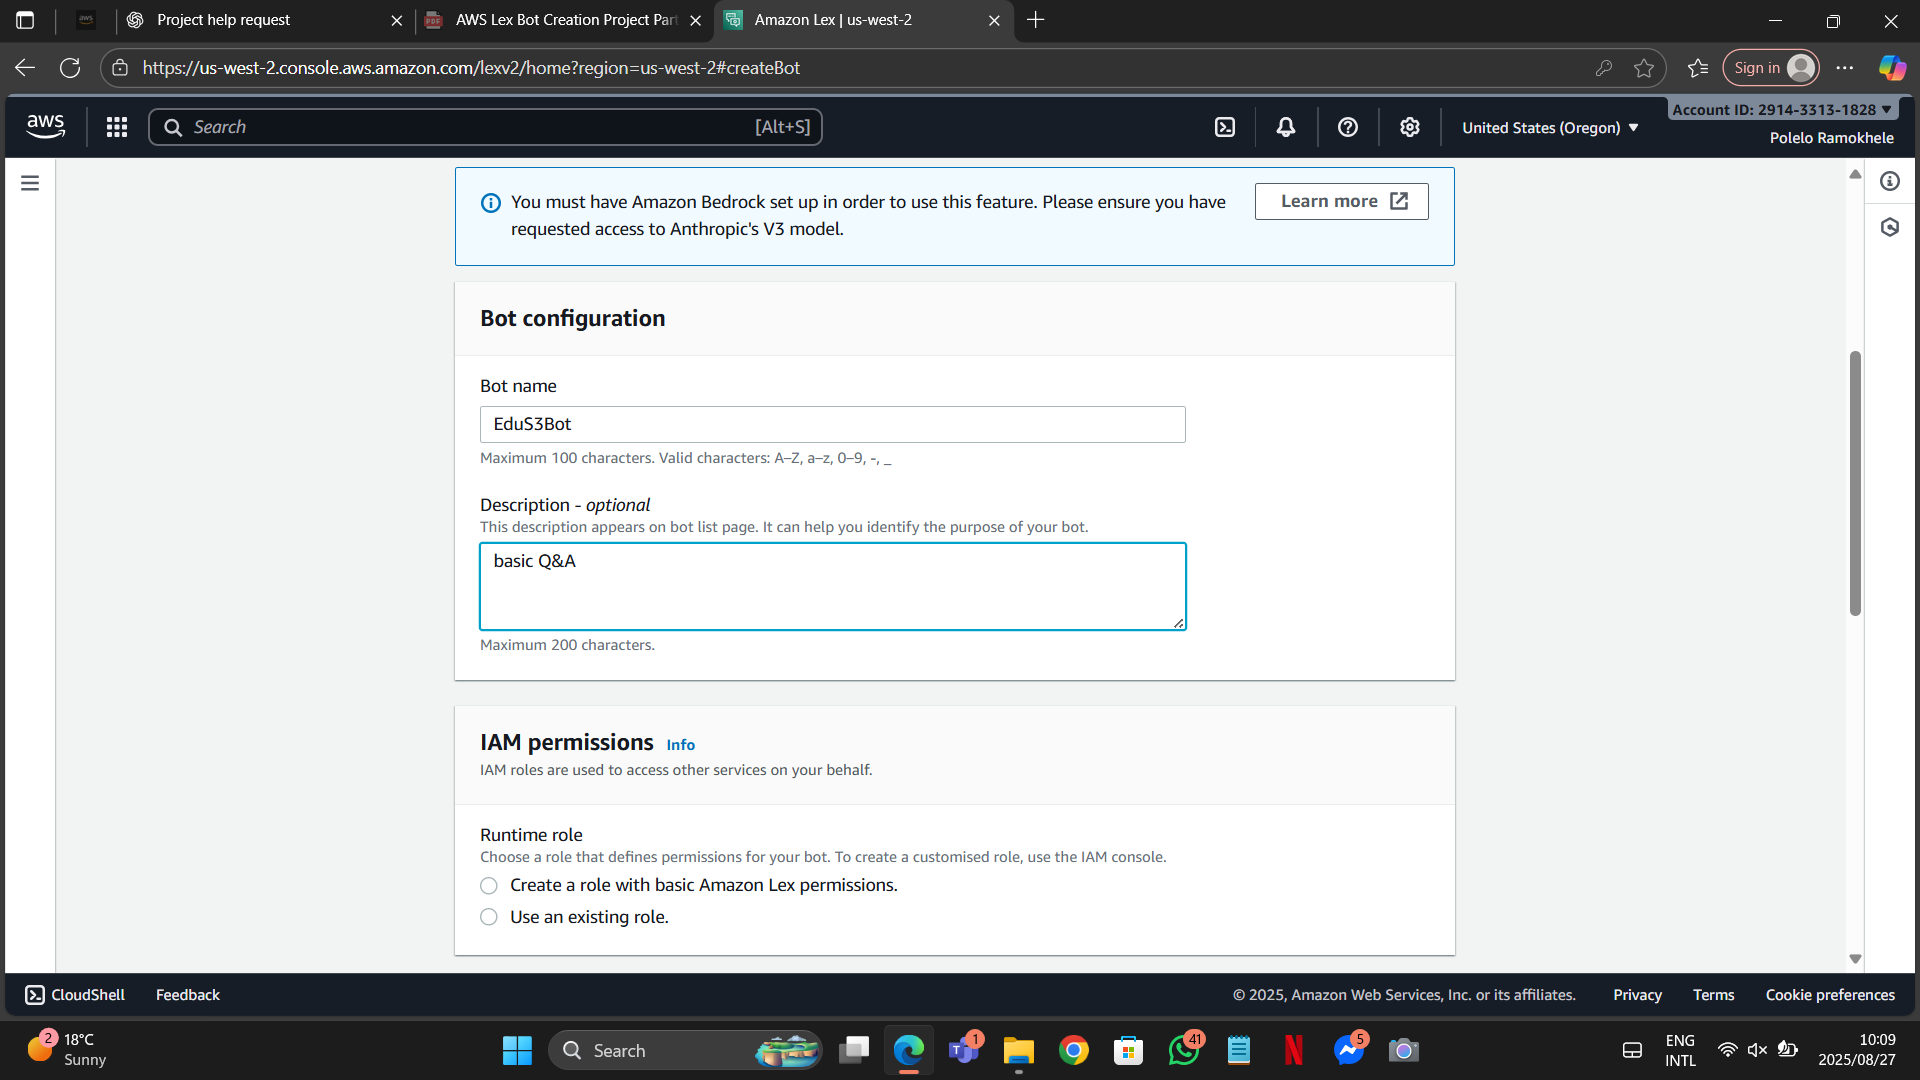 Project help request
AWS Lex Bot Creation Project Part
Amazon Lex | us-west-2
https://us-west-2.console.aws.amazon.com/lexv2/home?region=us-west-2#createBot
Sign in
aws
Search
[Alt+S]
United States (Oregon)
Account ID: 2914-3313-1828
Polelo Ramokhele
You must have Amazon Bedrock set up in order to use this feature. Please ensure you have
requested access to Anthropic's V3 model.
Learn more
Bot configuration
Bot name
EduS3Bot
Maximum 100 characters. Valid characters: A–Z, a–z, 0–9, -, _
Description - optional
This description appears on bot list page. It can help you identify the purpose of your bot.
basic Q&A
Maximum 200 characters.
IAM permissions Info
IAM roles are used to access other services on your behalf.
Runtime role
Choose a role that defines permissions for your bot. To create a customised role, use the IAM console.
Create a role with basic Amazon Lex permissions.
Use an existing role.
CloudShell
Feedback
© 2025, Amazon Web Services, Inc. or its affiliates.
Privacy
Terms
Cookie preferences
2
18°C
Sunny
Search
1
41
5
ENG
INTL
10:09
2025/08/27